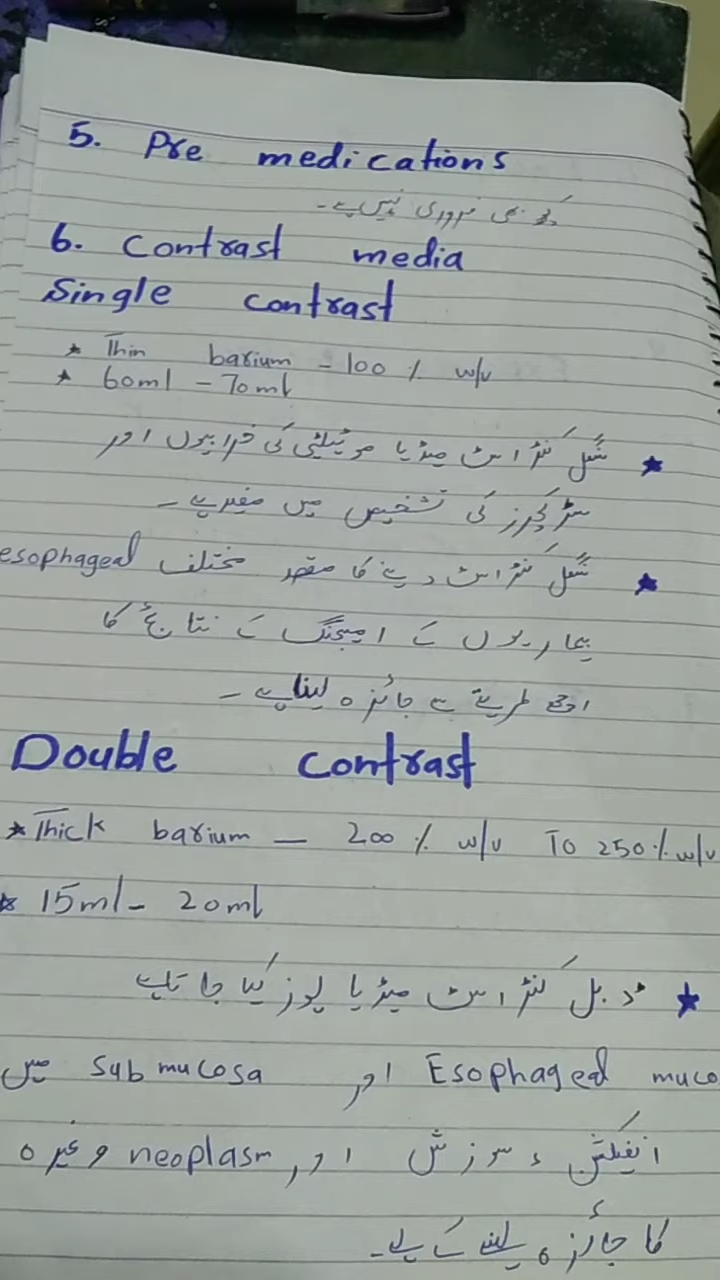 5. Pre medications
کچھ بھی ضروری نہیں ہے۔
6. Contrast media
Single contrast
★ Thin barium - 100 % w/v
★ 60ml - 70ml
★ سنگل کنٹراسٹ میڈیا موٹیلیٹی کی خرابیوں اور
سٹرکچرز کی تشخیص میں مفید ہے۔
★ سنگل کنٹراسٹ دینے کا مقصد مختلف esophageal
بیماریوں کے امیجنگ کے نتائج کا
اچھے طریقے سے جائزہ لینا ہے۔
Double contrast
★ Thick barium - 200 % w/v To 250 % w/v
★ 15ml - 20ml
★ ڈبل کنٹراسٹ میڈیا یوز کیا جاتا ہے
Esophageal muco اور Submucosa میں
انفیکشن، سوزش اور neoplasm وغیرہ
کا جائزہ لینے کے لیے۔